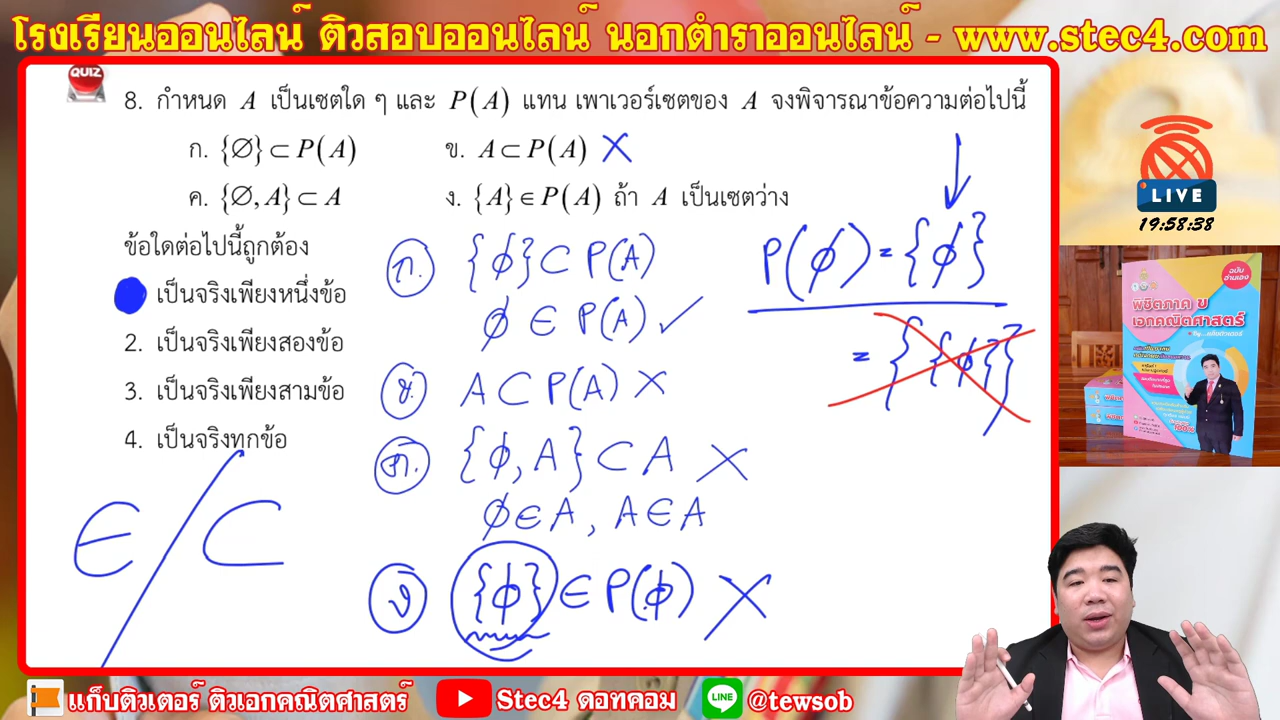 โรงเรียนออนไลน์ ติวสอบออนไลน์ นอกตำราออนไลน์ - www.stec4.com
QUIZ
8. กำหนด A เป็นเซตใด ๆ และ P(A) แทน เพาเวอร์เซตของ A จงพิจารณาข้อความต่อไปนี้
ก. {∅} ⊂ P(A) ข. A ⊂ P(A) X
ค. {∅, A} ⊂ A ง. {A} ∈ P(A) ถ้า A เป็นเซตว่าง
ข้อใดต่อไปนี้ถูกต้อง
เป็นจริงเพียงหนึ่งข้อ
2. เป็นจริงเพียงสองข้อ
3. เป็นจริงเพียงสามข้อ
4. เป็นจริงทุกข้อ
∈ / ⊂
ก. {φ} ⊂ P(A)
φ ∈ P(A) ✓
ข. A ⊂ P(A) X
ค. {φ, A} ⊂ A X
φ ∈ A, A ∈ A
ง {φ} ∈ P(φ) X
P(φ) = {φ}
= {{φ}}
LIVE
19:58:38
ฉบับ
อ่านเอง
พิชิตภาค ข
เอกคณิตศาสตร์
แก๊บติวเตอร์ ติวเอกคณิตศาสตร์ Stec4 ดอทคอม LINE @tewsob